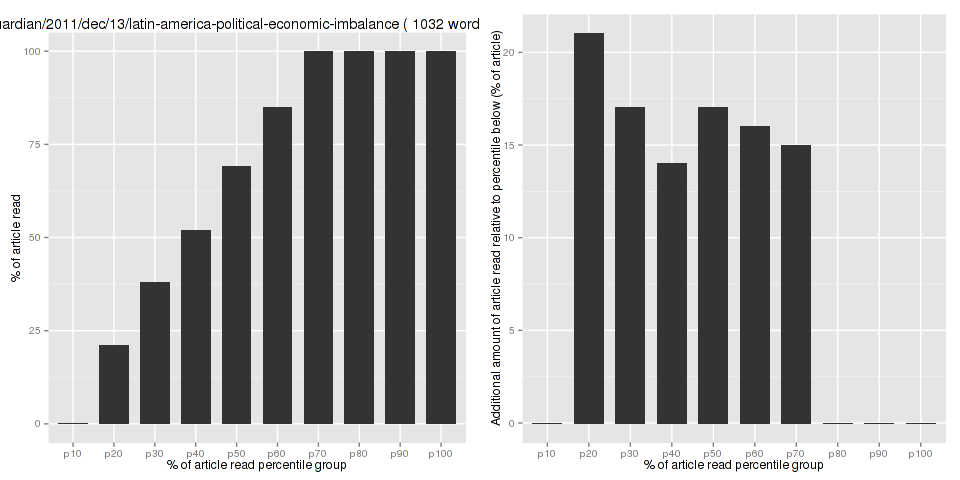 ardian/2011/dec/13/latin-america-political-economic-imbalance ( 1032 word
% of article read
100
75
50
25
0
p10 p20 p30 p40 p50 p60 p70 p80 p90 p100
% of article read percentile group
Additional amount of article read relative to percentile below (% of article)
20
15
10
5
0
p10 p20 p30 p40 p50 p60 p70 p80 p90 p100
% of article read percentile group